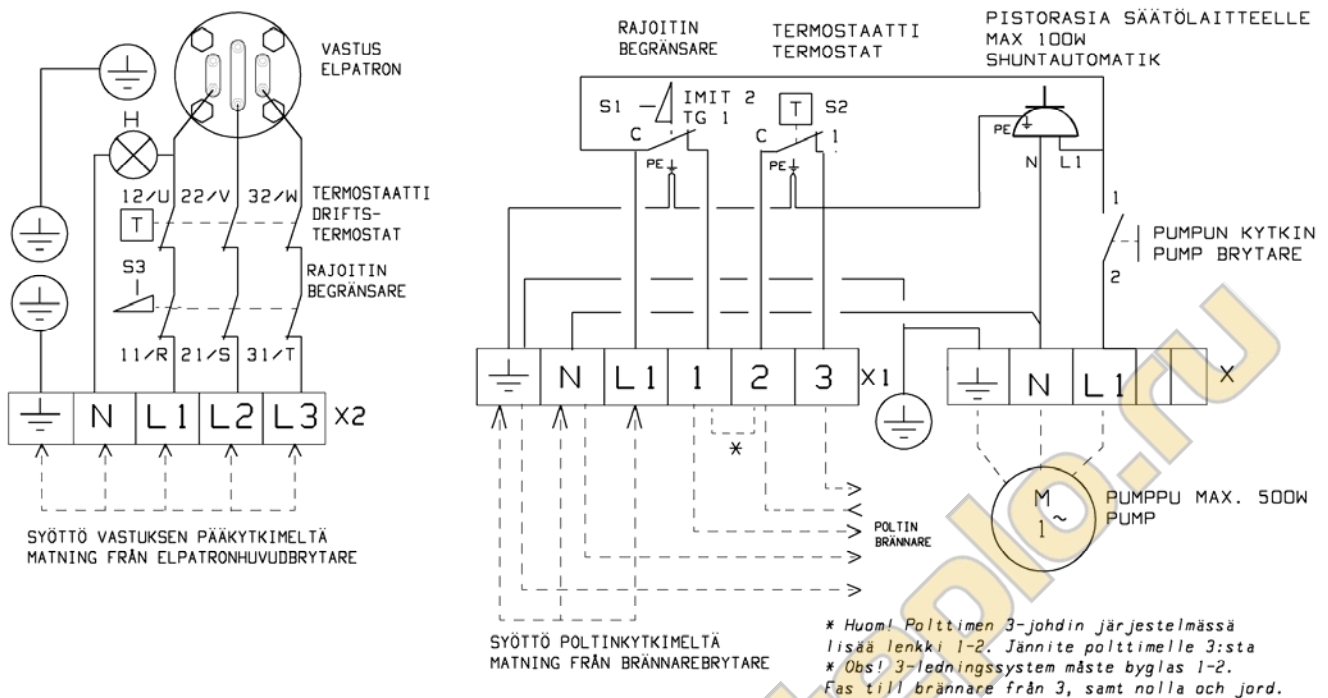 VASTUS
ELPATRON
H
12/U 22/V 32/W
T
TERMOSTAATTI
DRIFTS-
TERMOSTAT
S3
RAJOITIN
BEGRÄNSARE
11/R 21/S 31/T
N L1 L2 L3 X2
SYÖTTÖ VASTUKSEN PÄÄKYTKIMELTÄ
MATNING FRÅN ELPATRONHUVUDBRYTARE
RAJOITIN
BEGRÄNSARE
TERMOSTAATTI
TERMOSTAT
PISTORASIA SÄÄTÖLAITTEELLE
MAX 100W
SHUNTAUTOMATIK
S1
IMIT 2
TG 1
T S2
C
C 1
PE
PE
PE
N L1
1
PUMPUN KYTKIN
PUMP BRYTARE
2
N L1 1 2 3 X1
N L1 X
*
POLTIN
BRÄNNARE
M
1~
PUMPPU MAX. 500W
PUMP
SYÖTTÖ POLTINKYTKIMELTÄ
MATNING FRÅN BRÄNNAREBRYTARE
* Huom! Polttimen 3-johdin järjestelmässä
lisää lenkki 1-2. Jännite polttimelle 3:sta
* Obs! 3-ledningssystem måste byglas 1-2.
Fas till brännare från 3, samt nolla och jord.
teplo.ru